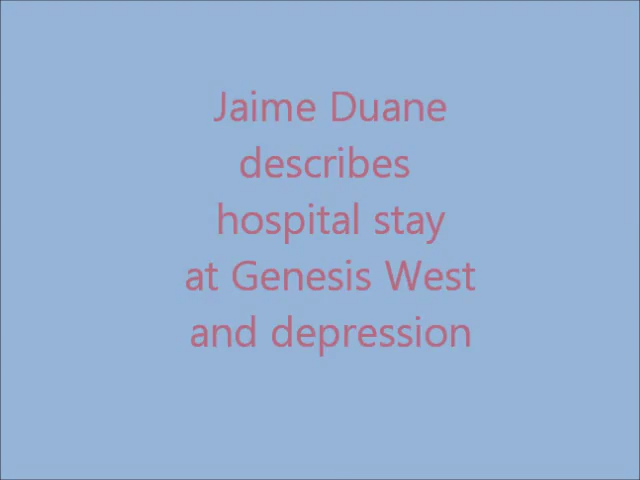 Jaime Duane
describes
hospital stay
at Genesis West
and depression